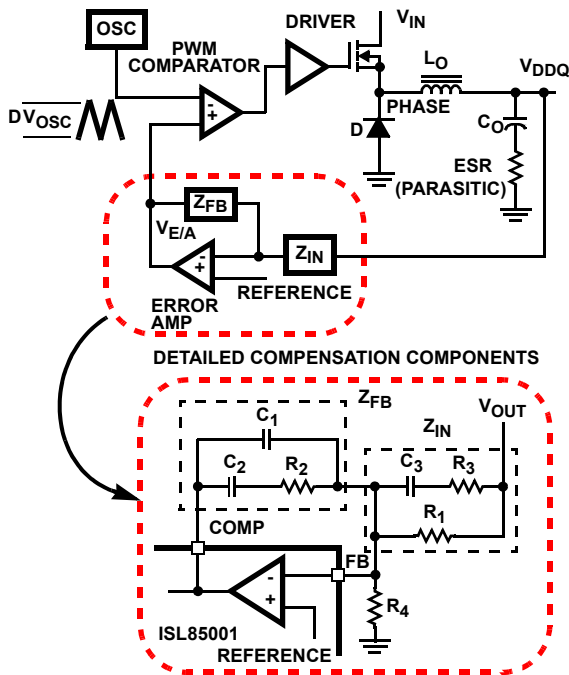 OSC
PWM
COMPARATOR
DRIVER
V_IN
L_O
V_DDQ
DV_OSC
-
+
PHASE
D
C_O
ESR
(PARASITIC)
Z_FB
V_E/A
-
+
Z_IN
REFERENCE
ERROR
AMP
DETAILED COMPENSATION COMPONENTS
Z_FB
V_OUT
C_1
Z_IN
C_2
R_2
C_3
R_3
R_1
COMP
FB
-
+
R_4
ISL85001
REFERENCE